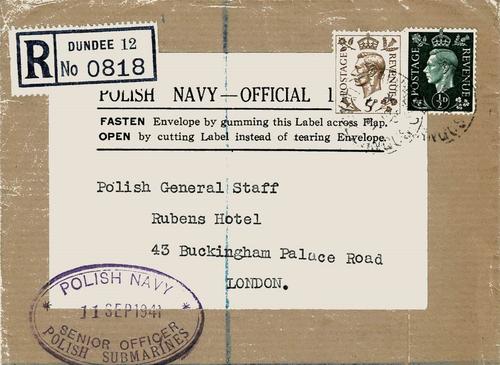 R DUNDEE 12
No 0818
POLISH NAVY—OFFICIAL
FASTEN Envelope by gumming this Label across Flap.
OPEN by cutting Label instead of tearing Envelope.
POSTAGE REVENUE
POSTAGE REVENUE
½D
Polish General Staff
Rubens Hotel
43 Buckingham Palace Road
LONDON.
POLISH NAVY
* 11 SEP 1941 *
SENIOR OFFICER
POLISH SUBMARINES